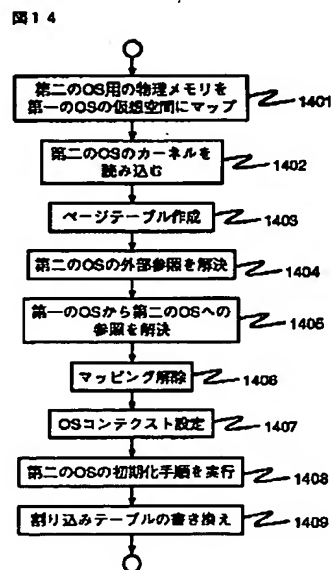 図14
第二のOS用の物理メモリを
第一のOSの仮想空間にマップ
1401
第二のOSのカーネルを
読み込む
1402
ページテーブル作成
1403
第二のOSの外部参照を解決
1404
第一のOSから第二のOSへの
参照を解決
1405
マッピング解除
1406
OSコンテクスト設定
1407
第二のOSの初期化手順を実行
1408
割り込みテーブルの書き換え
1409